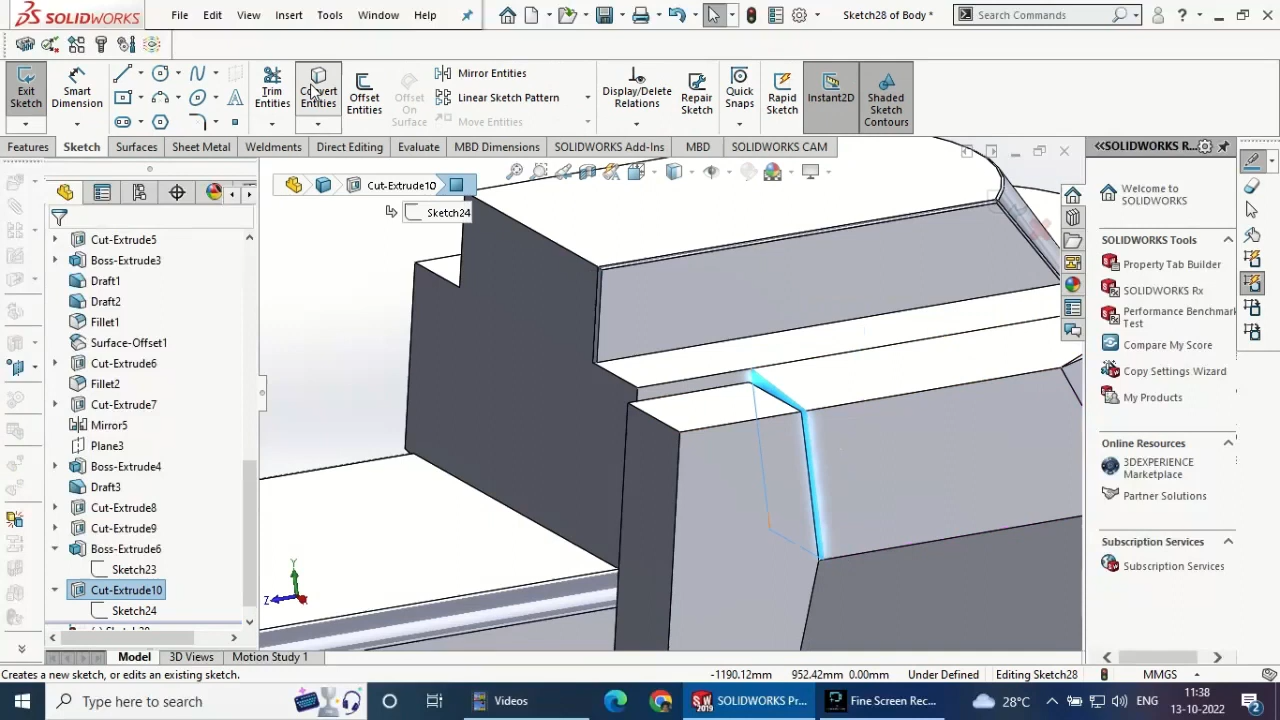 SOLIDWORKS
File Edit View Insert Tools Window Help
Sketch28 of Body *
Search Commands
?
Exit Sketch
Smart Dimension
Trim Entities
Convert Entities
Offset Entities
Offset On Surface
Mirror Entities
Linear Sketch Pattern
Move Entities
Display/Delete Relations
Repair Sketch
Quick Snaps
Rapid Sketch
Instant2D
Shaded Sketch Contours
Features Sketch Surfaces Sheet Metal Weldments Direct Editing Evaluate MBD Dimensions SOLIDWORKS Add-Ins MBD SOLIDWORKS CAM
Cut-Extrude10
Sketch24
Cut-Extrude5
Boss-Extrude3
Draft1
Draft2
Fillet1
Surface-Offset1
Cut-Extrude6
Fillet2
Cut-Extrude7
Mirror5
Plane3
Boss-Extrude4
Draft3
Cut-Extrude8
Cut-Extrude9
Boss-Extrude6
Sketch23
Cut-Extrude10
Sketch24
Y
Z
SOLIDWORKS R...
Welcome to SOLIDWORKS
SOLIDWORKS Tools
Property Tab Builder
SOLIDWORKS Rx
Performance Benchmark Test
Compare My Score
Copy Settings Wizard
My Products
Online Resources
3DEXPERIENCE Marketplace
Partner Solutions
Subscription Services
Subscription Services
Model 3D Views Motion Study 1
Creates a new sketch, or edits an existing sketch.
-1190.12mm 952.42mm 0.00mm Under Defined Editing Sketch28 MMGS
Type here to search
Videos
SOLIDWORKS Pr...
Fine Screen Rec...
28°C
ENG
11:38
13-10-2022
2